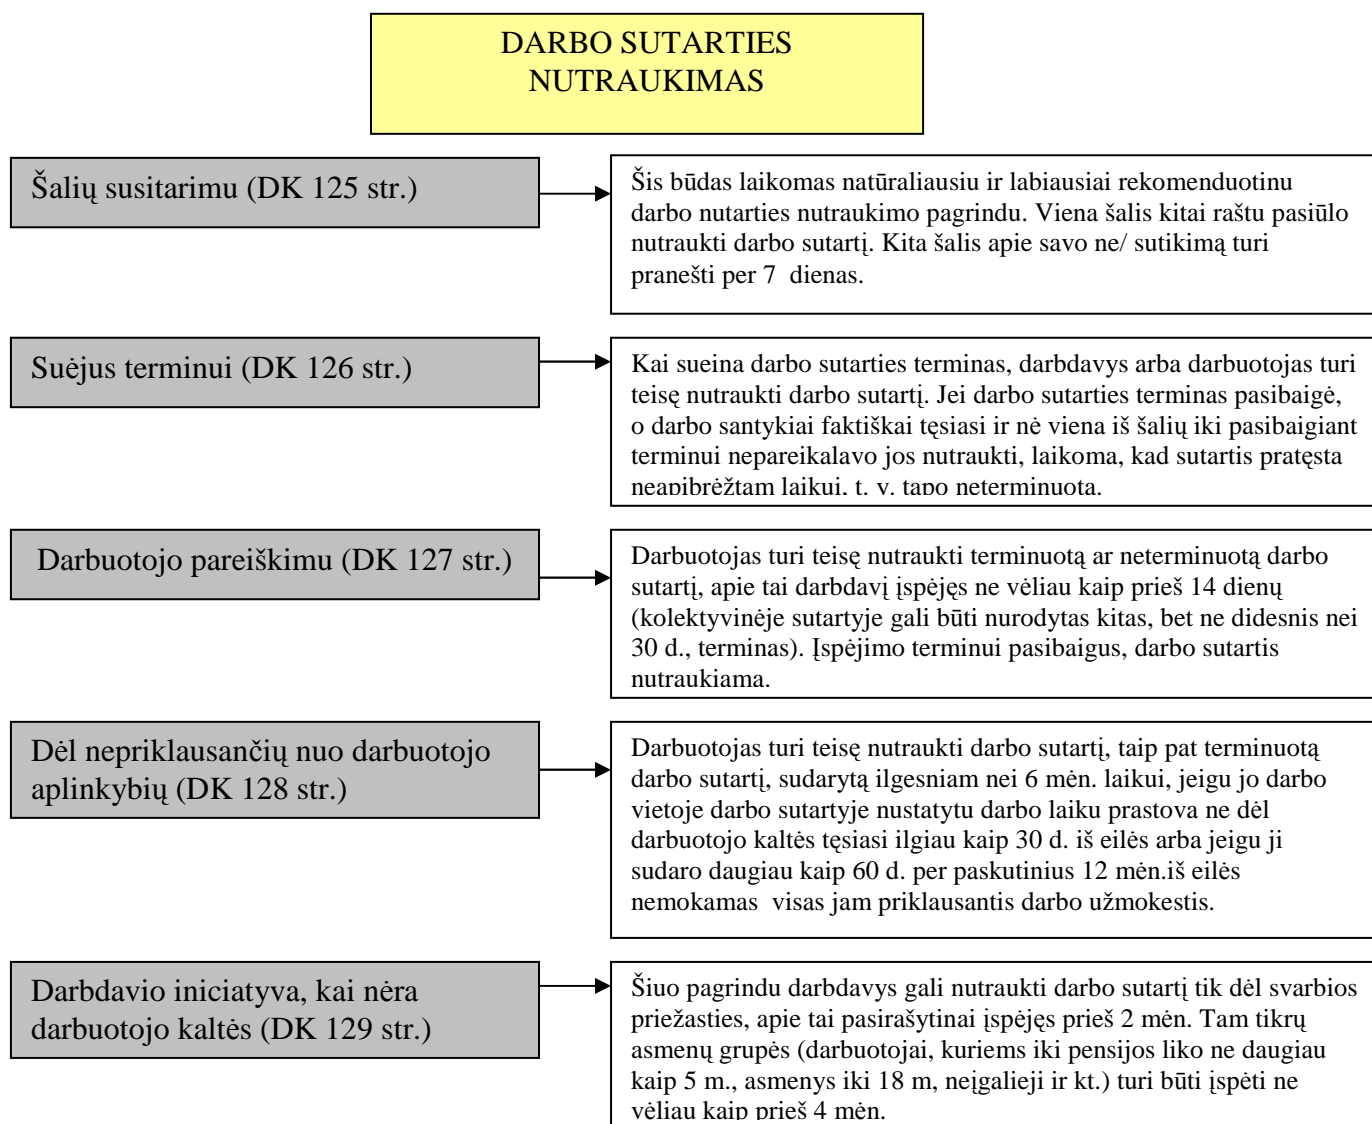 DARBO SUTARTIES
NUTRAUKIMAS
Šalių susitarimu (DK 125 str.)
Šis būdas laikomas natūraliausiu ir labiausiai rekomenduotinu
darbo nutarties nutraukimo pagrindu. Viena šalis kitai raštu pasiūlo
nutraukti darbo sutartį. Kita šalis apie savo ne/ sutikimą turi
pranešti per 7  dienas.
Suėjus terminui (DK 126 str.)
Kai sueina darbo sutarties terminas, darbdavys arba darbuotojas turi
teisę nutraukti darbo sutartį. Jei darbo sutarties terminas pasibaigė,
o darbo santykiai faktiškai tęsiasi ir nė viena iš šalių iki pasibaigiant
terminui nepareikalavo jos nutraukti, laikoma, kad sutartis pratęsta
neapibrėžtam laikui, t. y. tapo neterminuota.
Darbuotojo pareiškimu (DK 127 str.)
Darbuotojas turi teisę nutraukti terminuotą ar neterminuotą darbo
sutartį, apie tai darbdavį įspėjęs ne vėliau kaip prieš 14 dienų
(kolektyvinėje sutartyje gali būti nurodytas kitas, bet ne didesnis nei
30 d., terminas). Įspėjimo terminui pasibaigus, darbo sutartis
nutraukiama.
Dėl nepriklausančių nuo darbuotojo
aplinkybių (DK 128 str.)
Darbuotojas turi teisę nutraukti darbo sutartį, taip pat terminuotą
darbo sutartį, sudarytą ilgesniam nei 6 mėn. laikui, jeigu jo darbo
vietoje darbo sutartyje nustatytu darbo laiku prastova ne dėl
darbuotojo kaltės tęsiasi ilgiau kaip 30 d. iš eilės arba jeigu ji
sudaro daugiau kaip 60 d. per paskutinius 12 mėn.iš eilės
nemokamas  visas jam priklausantis darbo užmokestis.
Darbdavio iniciatyva, kai nėra
darbuotojo kaltės (DK 129 str.)
Šiuo pagrindu darbdavys gali nutraukti darbo sutartį tik dėl svarbios
priežasties, apie tai pasirašytinai įspėjęs prieš 2 mėn. Tam tikrų
asmenų grupės (darbuotojai, kuriems iki pensijos liko ne daugiau
kaip 5 m., asmenys iki 18 m, neįgalieji ir kt.) turi būti įspėti ne
vėliau kaip prieš 4 mėn.